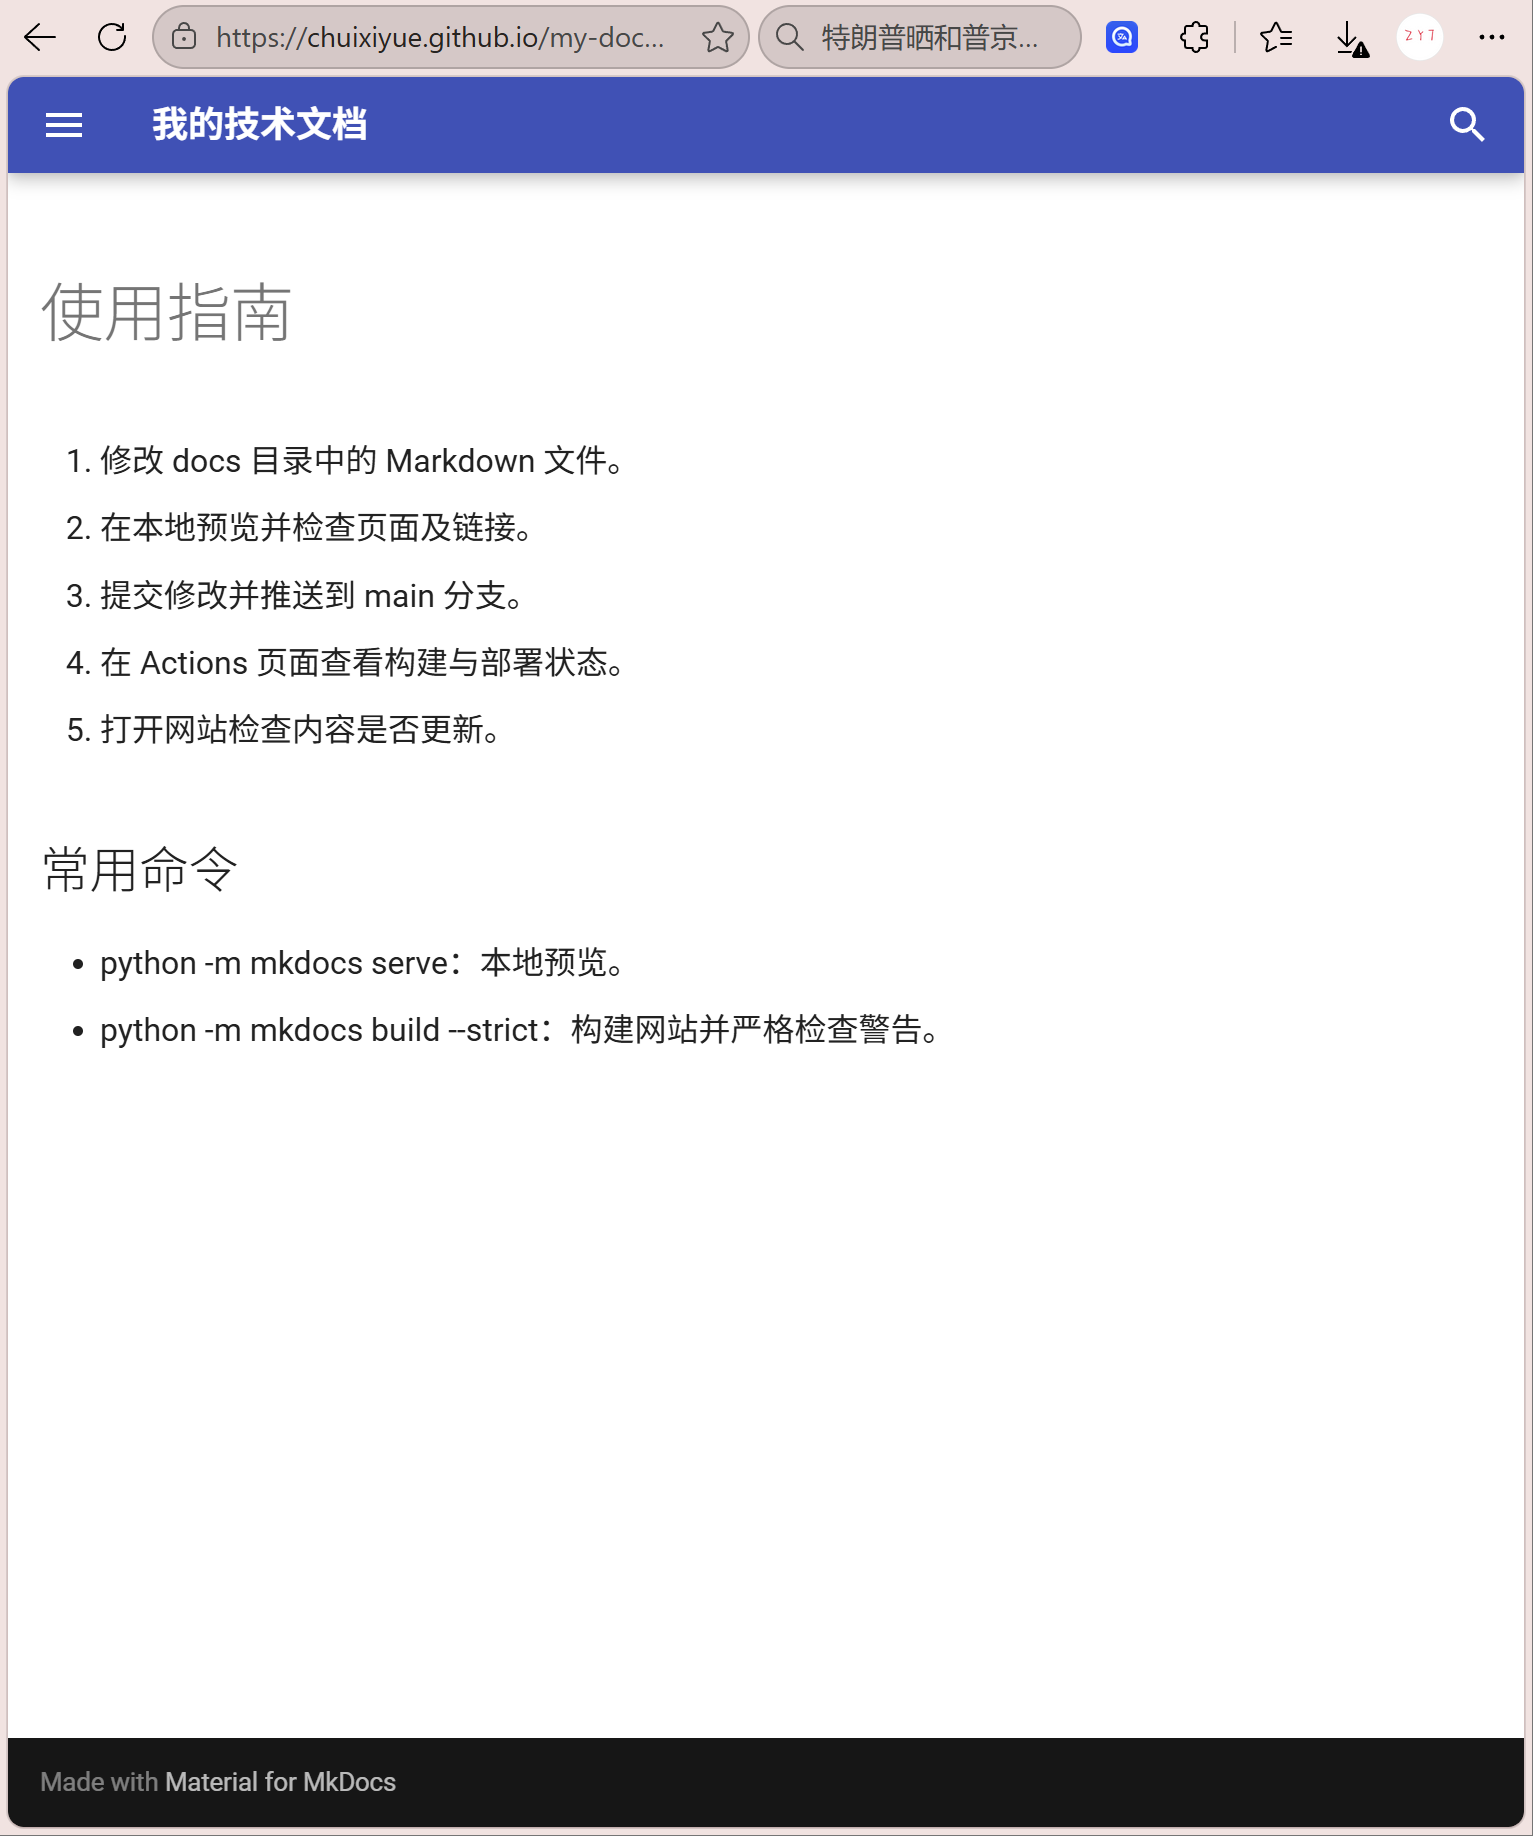 https://chuixiyue.github.io/my-doc...
特朗普晒和普京...
ZYT
我的技术文档
使用指南
1. 修改 docs 目录中的 Markdown 文件。
2. 在本地预览并检查页面及链接。
3. 提交修改并推送到 main 分支。
4. 在 Actions 页面查看构建与部署状态。
5. 打开网站检查内容是否更新。
常用命令
• python -m mkdocs serve：本地预览。
• python -m mkdocs build --strict：构建网站并严格检查警告。
Made with Material for MkDocs